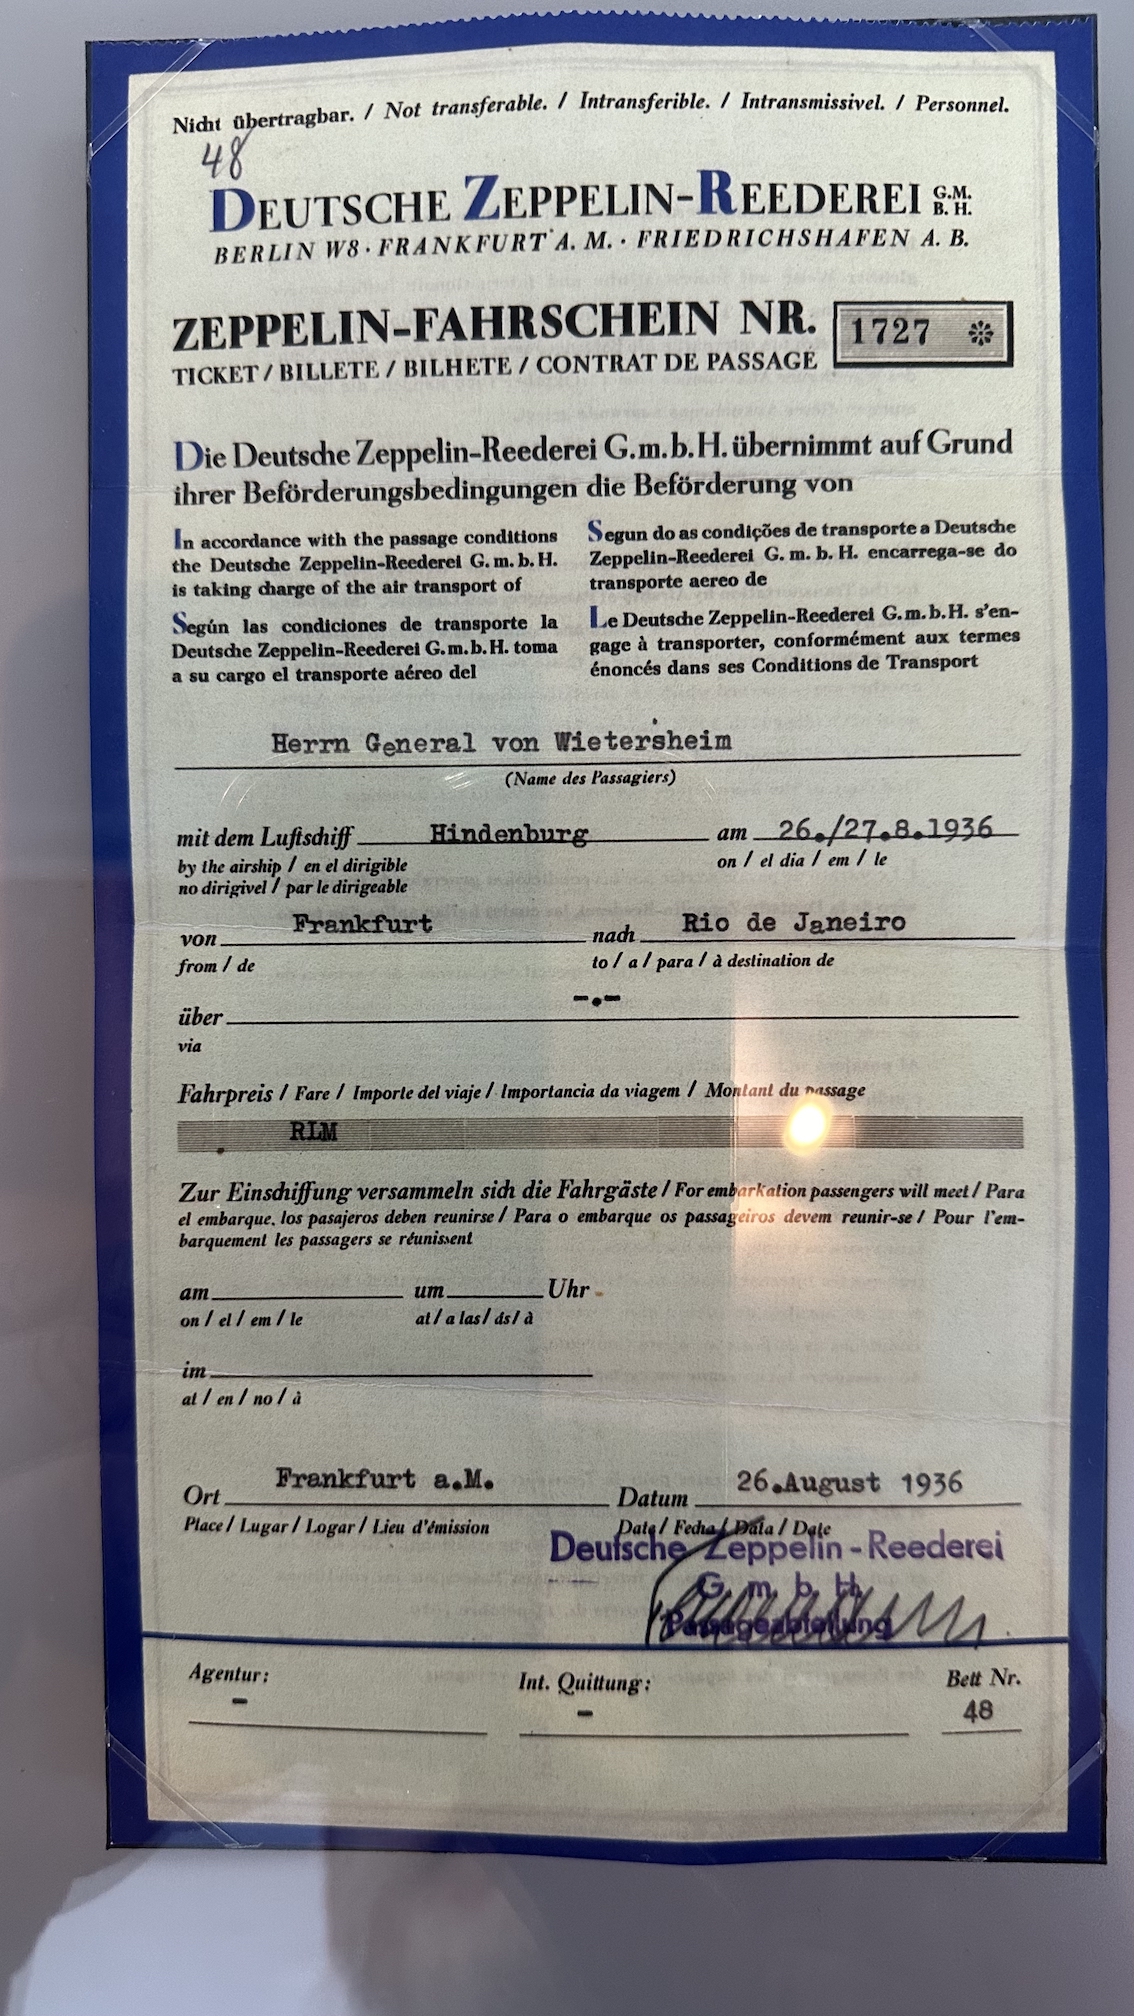 Nicht übertragbar. / Not transferable. / Intransferible. / Intransmissivel. / Personnel.
48
DEUTSCHE ZEPPELIN-REEDEREI G.M.B.H.
BERLIN W8 · FRANKFURT A. M. · FRIEDRICHSHAFEN A. B.
ZEPPELIN-FAHRSCHEIN NR. 1727
TICKET / BILLETE / BILHETE / CONTRAT DE PASSAGE
Die Deutsche Zeppelin-Reederei G.m.b.H. übernimmt auf Grund
ihrer Beförderungsbedingungen die Beförderung von
In accordance with the passage conditions
the Deutsche Zeppelin-Reederei G. m. b. H.
is taking charge of the air transport of
Según las condiciones de transporte la
Deutsche Zeppelin-Reederei G.m.b.H. toma
a su cargo el transporte aéreo del
Segun do as condições de transporte a Deutsche
Zeppelin-Reederei G. m. b. H. encarrega-se do
transporte aereo de
Le Deutsche Zeppelin-Reederei G.m.b.H. s'en-
gage à transporter, conformément aux termes
énoncés dans ses Conditions de Transport
Herrn General von Wietersheim
(Name des Passagiers)
mit dem Luftschiff Hindenburg am 26./27.8.1936
by the airship / en el dirigible on / el dia / em / le
no dirigivel / par le dirigeable
von Frankfurt nach Rio de Janeiro
from / de to / a / para / à destination de
über -.-
via
Fahrpreis / Fare / Importe del viaje / Importancia da viagem / Montant du passage
RLM
Zur Einschiffung versammeln sich die Fahrgäste / For embarkation passengers will meet / Para
el embarque, los pasajeros deben reunirse / Para o embarque os passageiros devem reunir-se / Pour l'em-
barquement les passagers se réunissent
am um Uhr
on / el / em / le at / a las / ds / à
im
at / en / no / à
Ort Frankfurt a.M. Datum 26.August 1936
Place / Lugar / Logar / Lieu d'émission Date / Fecha / Data / Date
Deutsche Zeppelin-Reederei
G m b H
Passageabteilung
Agentur: Int. Quittung: Bett Nr.
- - 48